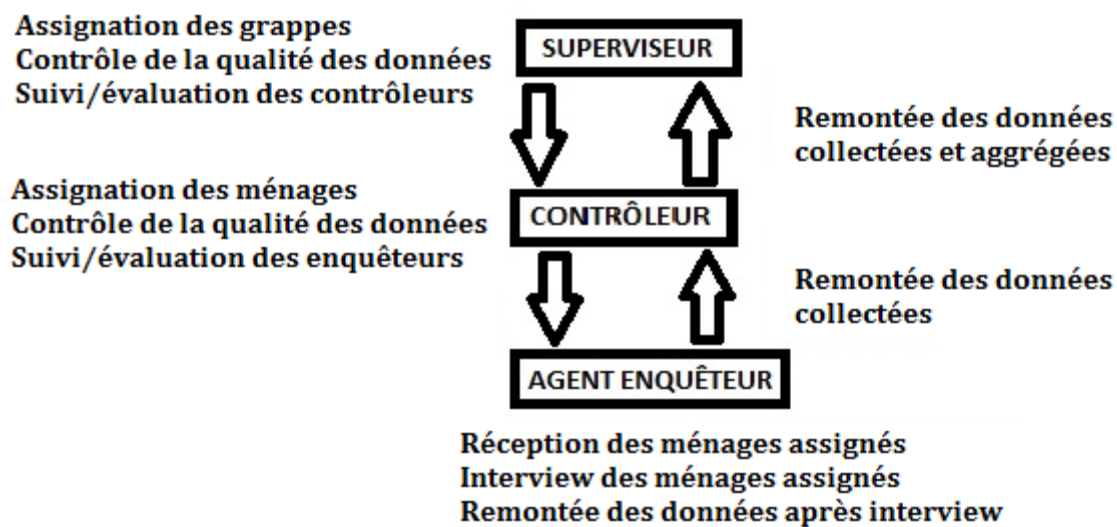 Assignation des grappes
Contrôle de la qualité des données
Suivi/évaluation des contrôleurs
SUPERVISEUR
Remontée des données
collectées et aggrégées
Assignation des ménages
Contrôle de la qualité des données
Suivi/évaluation des enquêteurs
CONTRÔLEUR
Remontée des données
collectées
AGENT ENQUÊTEUR
Réception des ménages assignés
Interview des ménages assignés
Remontée des données après interview